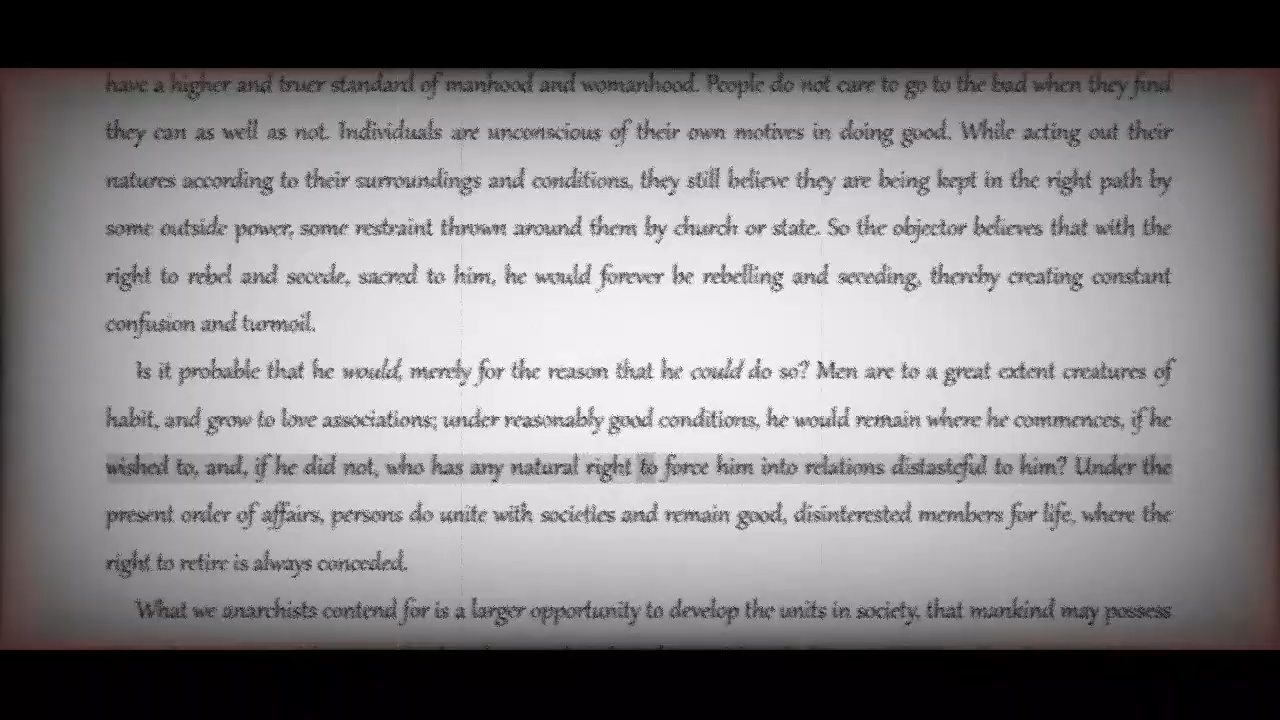 have a higher and truer standard of manhood and womanhood. People do not care to go to the bad when they find
they can as well as not. Individuals are unconscious of their own motives in doing good. While acting out their
natures according to their surroundings and conditions, they still believe they are being kept in the right path by
some outside power, some restraint thrown around them by church or state. So the objector believes that with the
right to rebel and secede, sacred to him, he would forever be rebelling and seceding, thereby creating constant
confusion and turmoil.
Is it probable that he would, merely for the reason that he could do so? Men are to a great extent creatures of
habit, and grow to love associations; under reasonably good conditions, he would remain where he commences, if he
wished to, and, if he did not, who has any natural right to force him into relations distasteful to him? Under the
present order of affairs, persons do unite with societies and remain good, disinterested members for life, where the
right to retire is always conceded.
What we anarchists contend for is a larger opportunity to develop the units in society, that mankind may possess